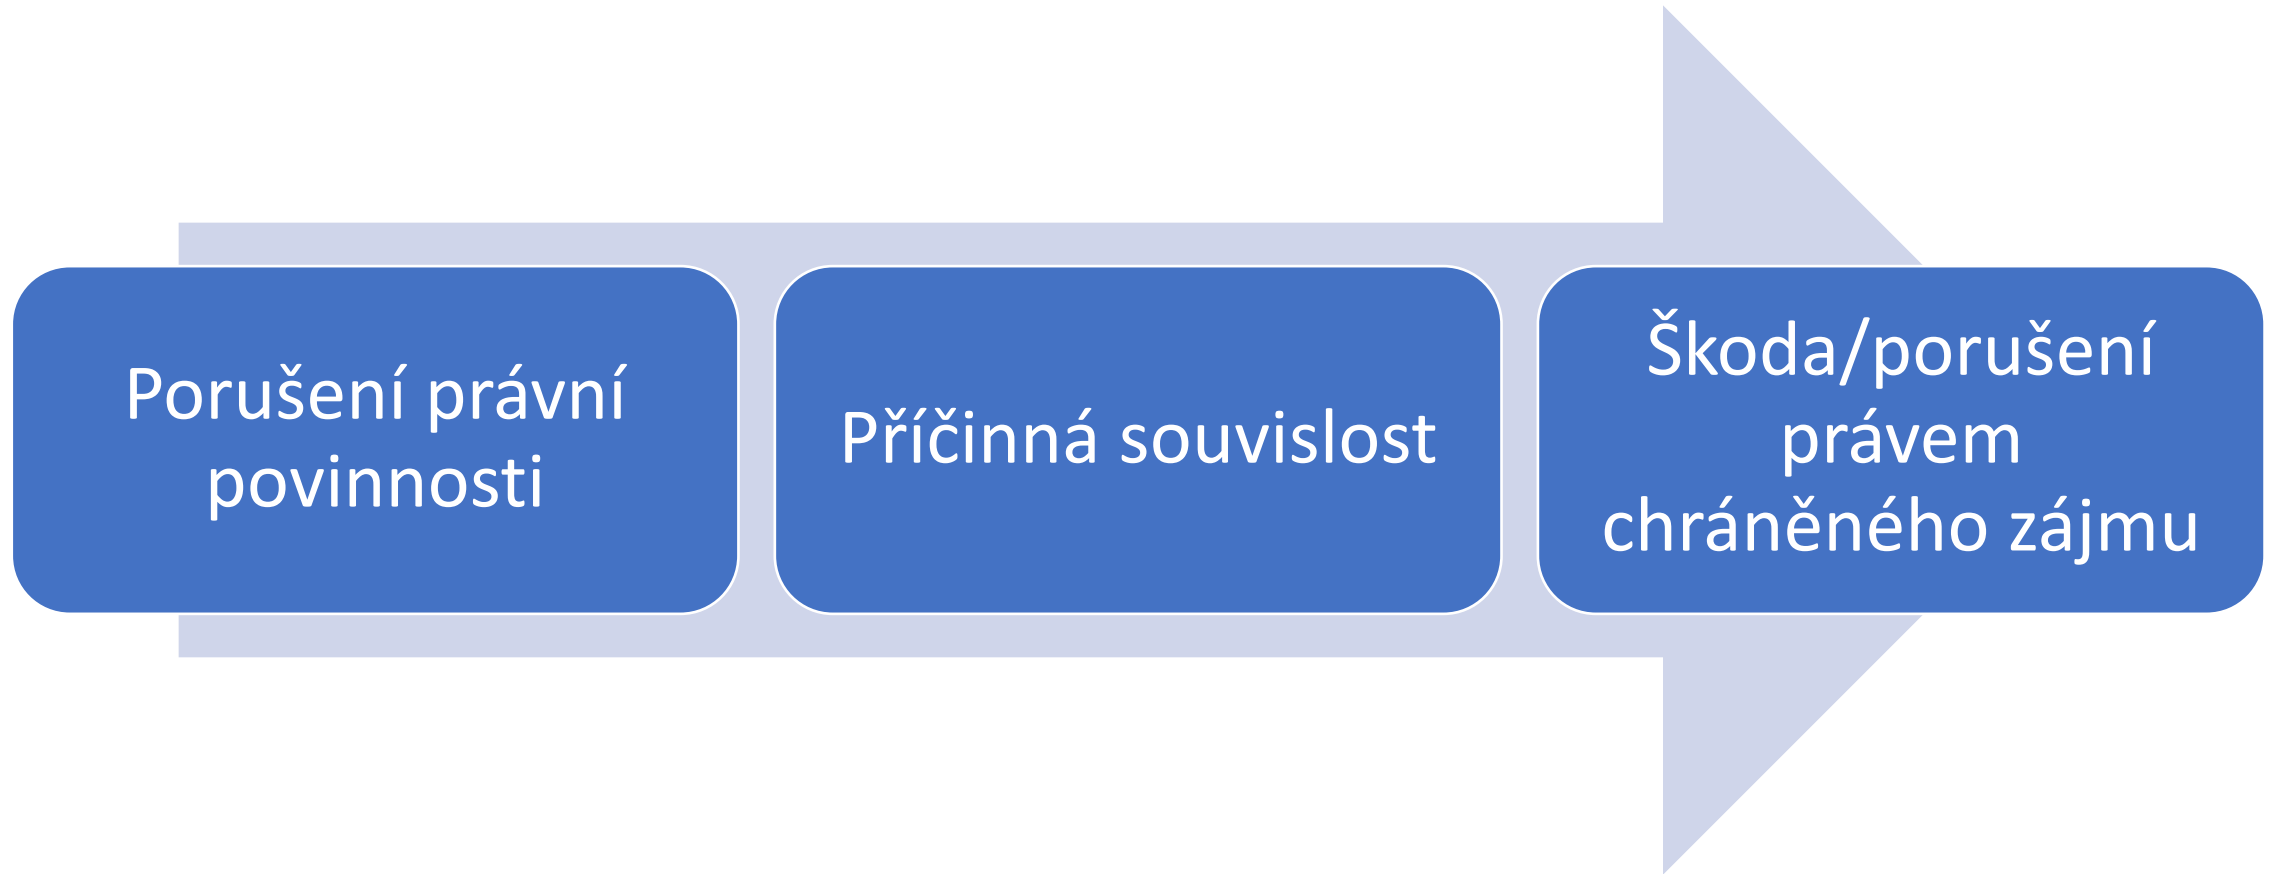 Porušení právní
povinnosti
Příčinná souvislost
Škoda/porušení
právem
chráněného zájmu